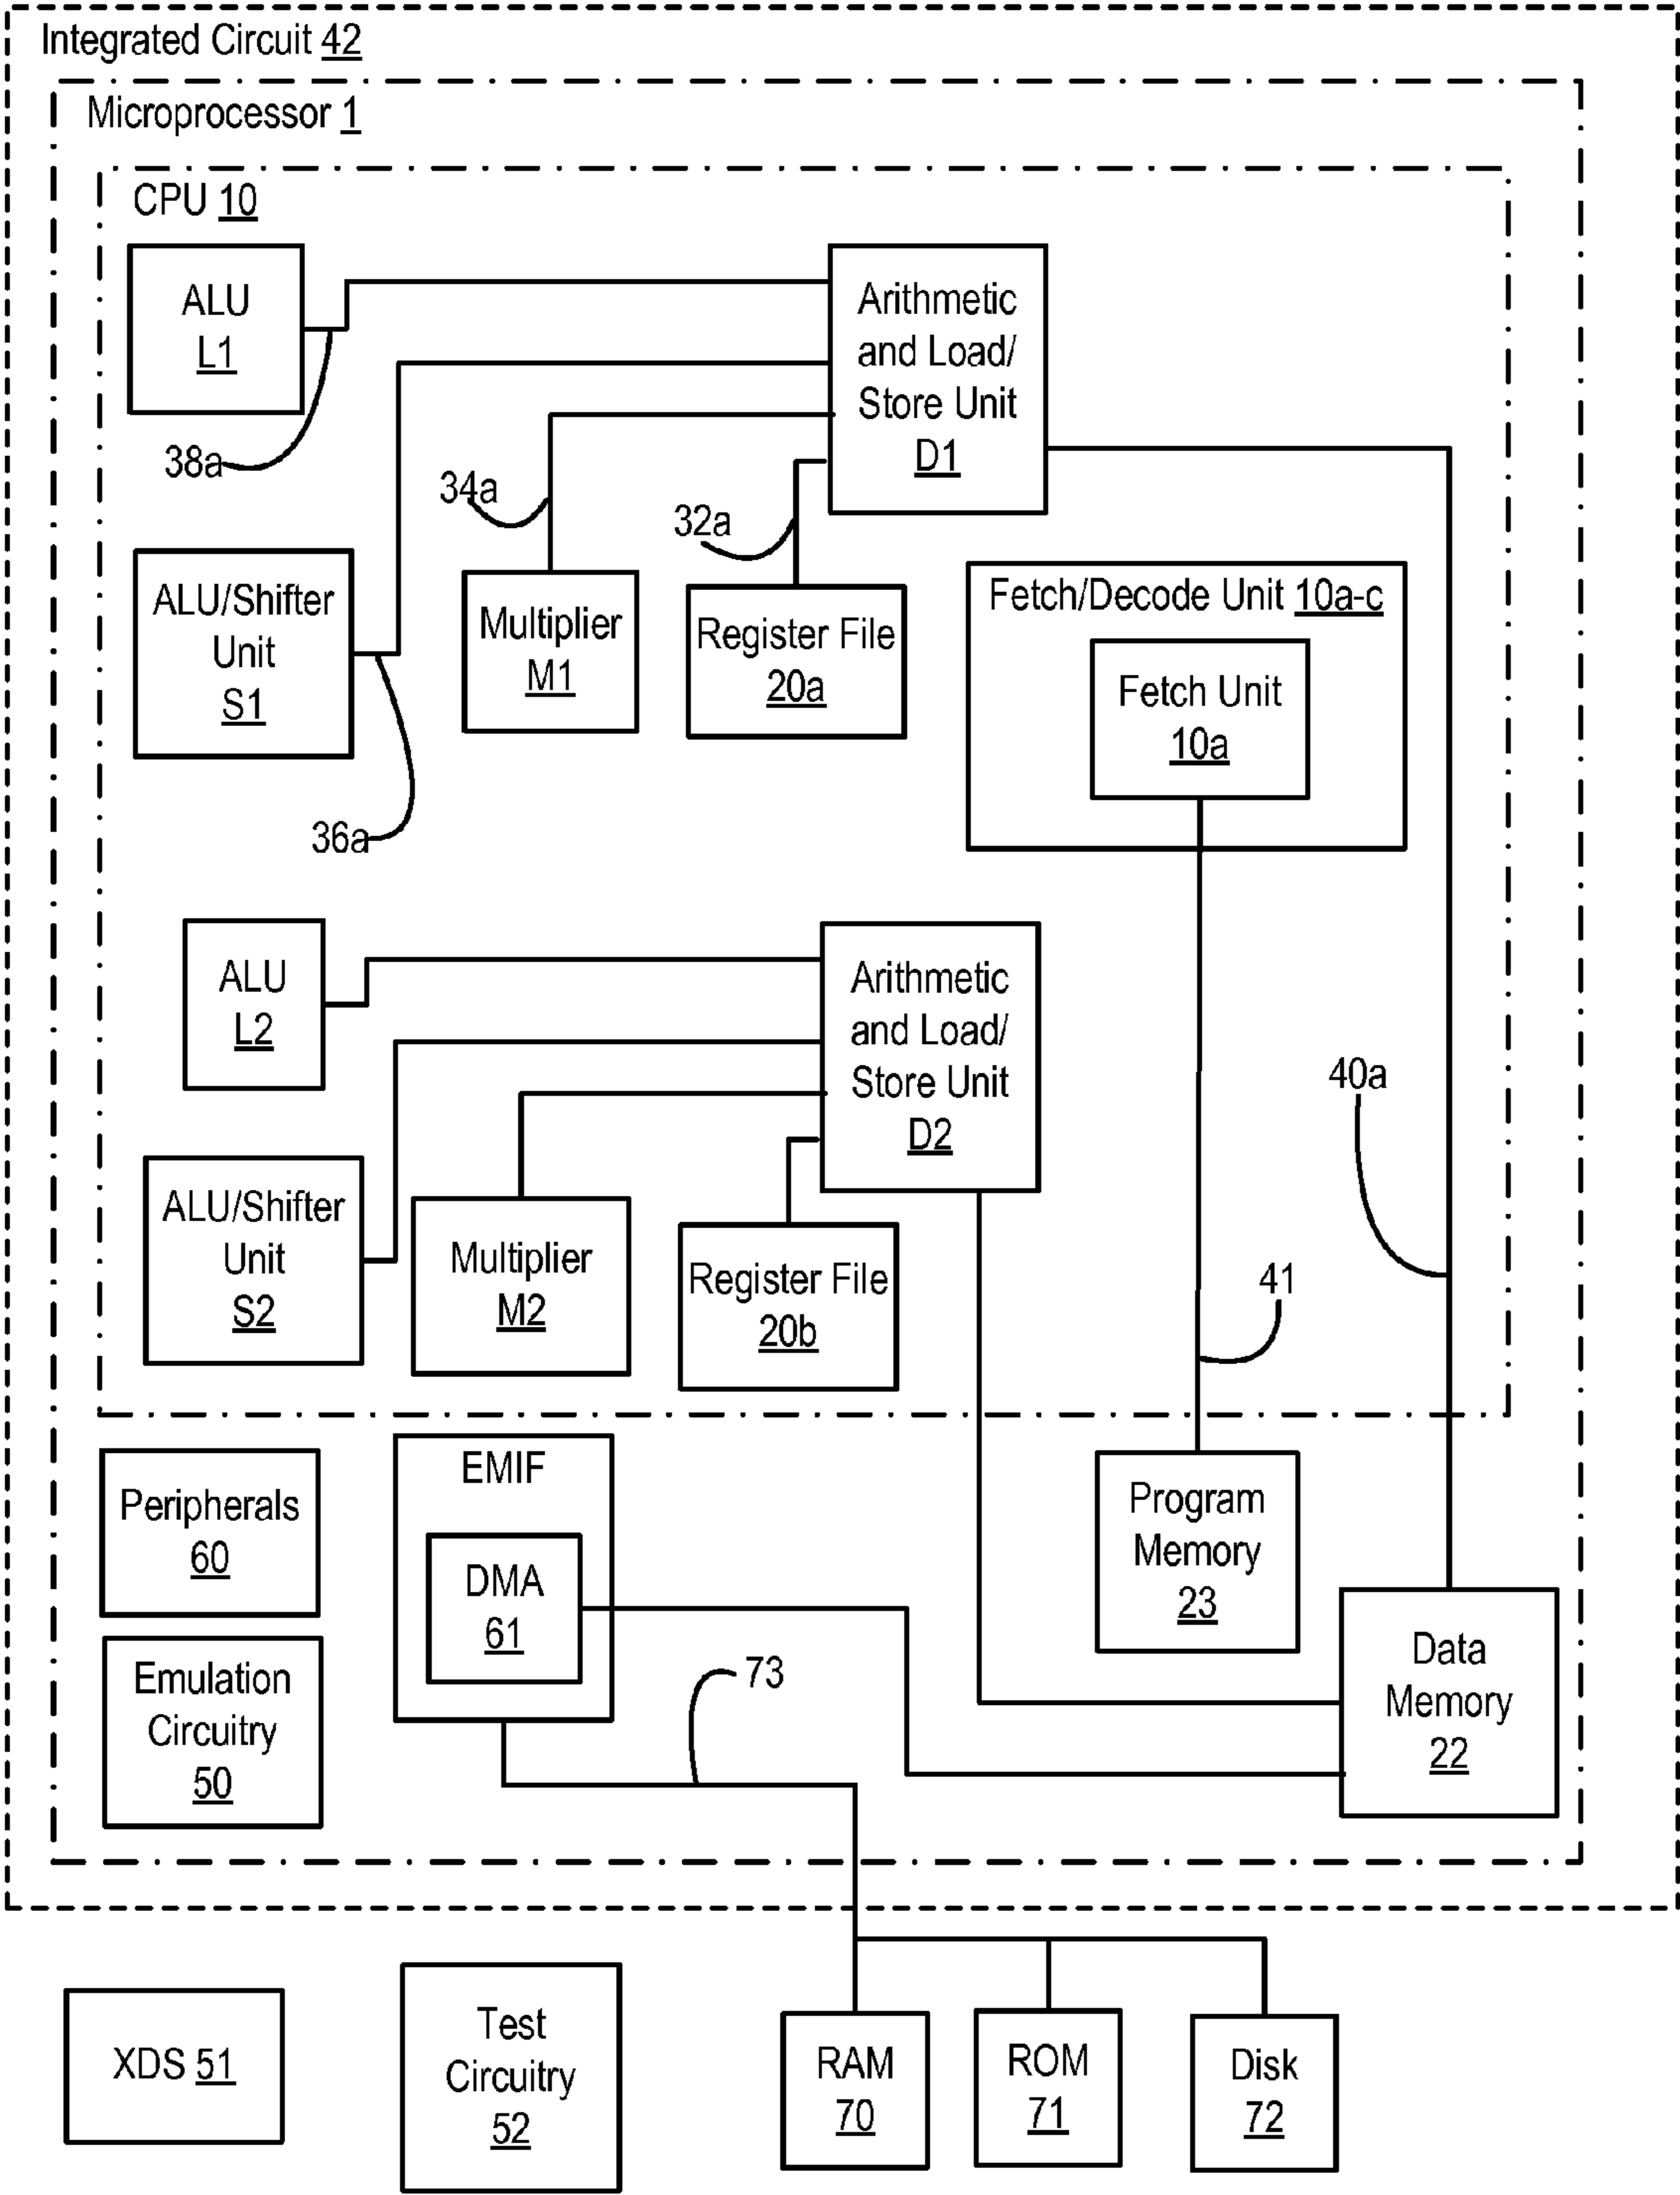 Integrated Circuit 42
Microprocessor 1
CPU 10
ALU
L1
38a
Arithmetic
and Load/
Store Unit
D1
34a
32a
ALU/Shifter
Unit
S1
36a
Multiplier
M1
Register File
20a
Fetch/Decode Unit 10a-c
Fetch Unit
10a
ALU
L2
Arithmetic
and Load/
Store Unit
D2
40a
ALU/Shifter
Unit
S2
Multiplier
M2
Register File
20b
41
Peripherals
60
EMIF
DMA
61
Program
Memory
23
Emulation
Circuitry
50
73
Data
Memory
22
XDS 51
Test
Circuitry
52
RAM
70
ROM
71
Disk
72